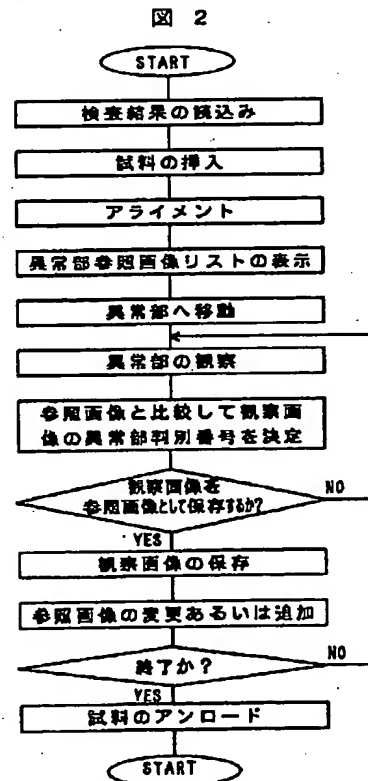 図 2
START
検査結果の読込み
試料の挿入
アライメント
異常部参照画像リストの表示
異常部へ移動
異常部の観察
参照画像と比較して観察画
像の異常部判別番号を決定
観察画像を
参照画像として保存するか?
NO
YES
観察画像の保存
参照画像の変更あるいは追加
終了か?
NO
YES
試料のアンロード
START